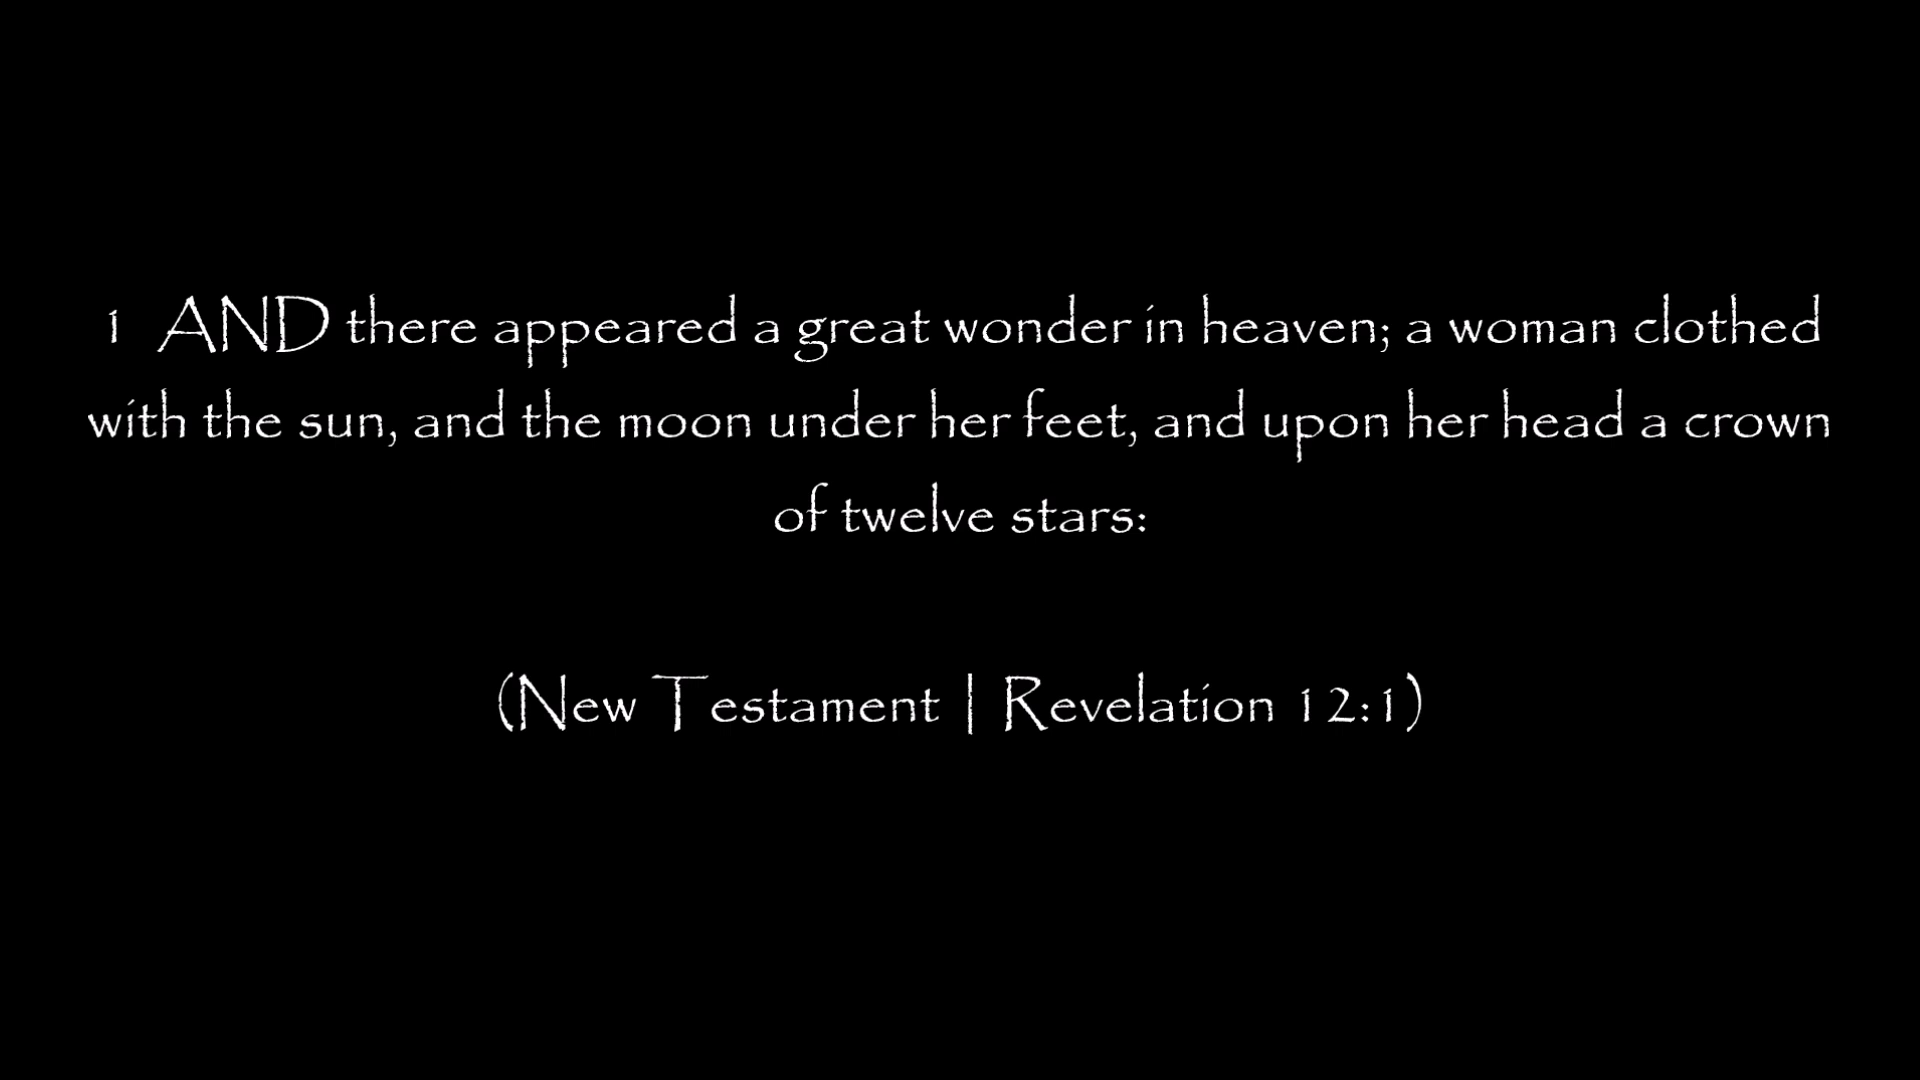 1 AND there appeared a great wonder in heaven; a woman clothed
with the sun, and the moon under her feet, and upon her head a crown
of twelve stars:
(New Testament | Revelation 12:1)